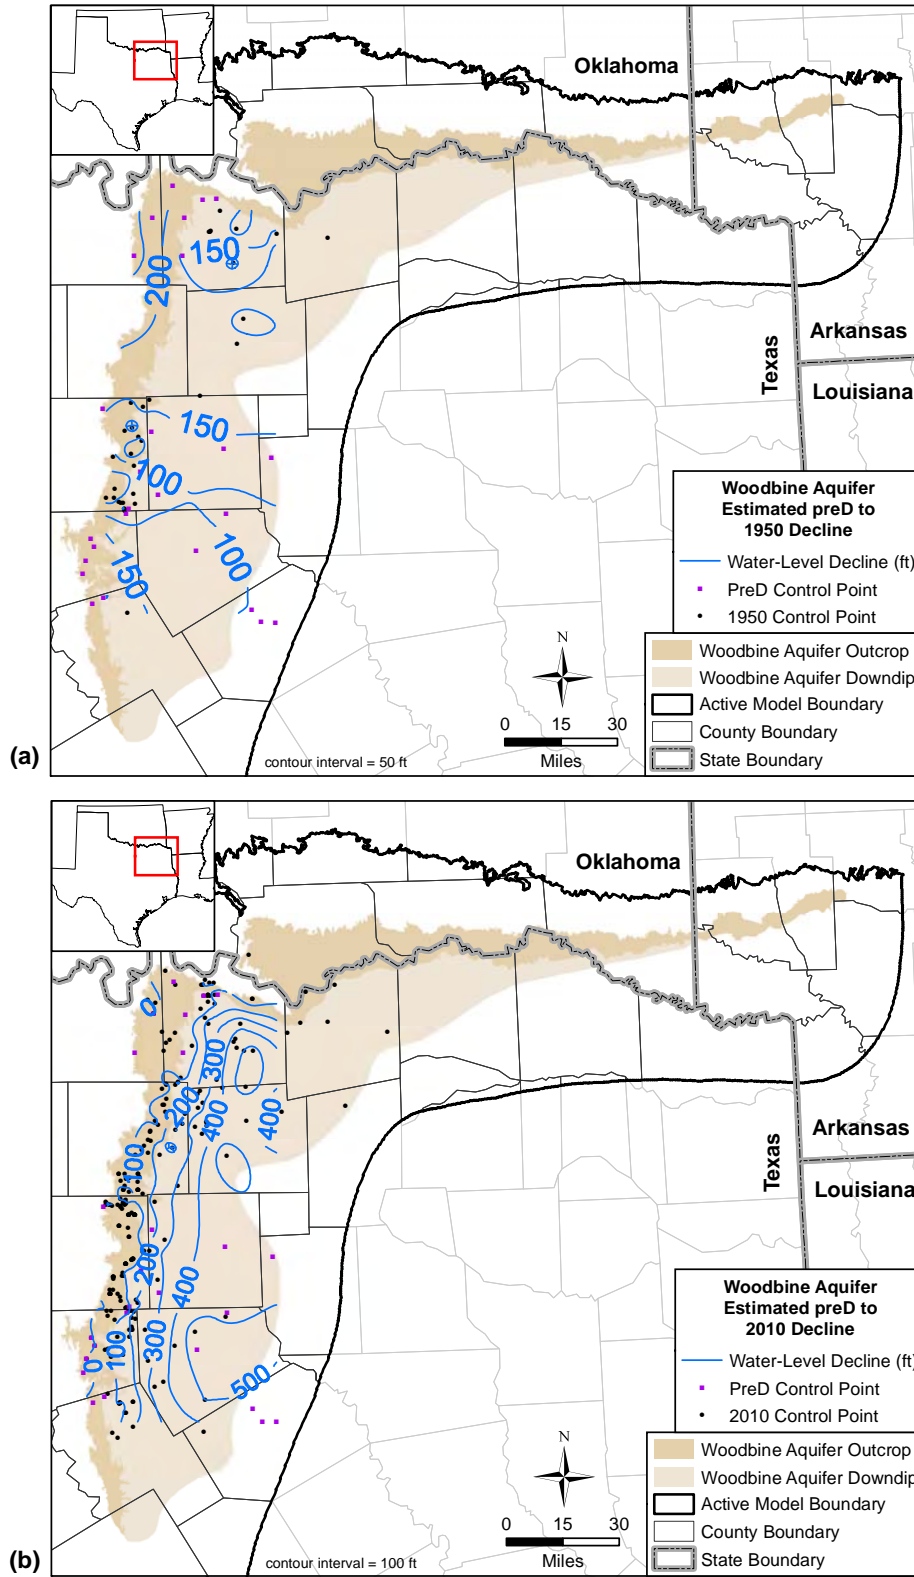 Oklahoma
150
200
150
100
100
150
Texas
Arkansas
Louisiana
Woodbine Aquifer
Estimated preD to
1950 Decline
Water-Level Decline (ft)
PreD Control Point
1950 Control Point
Woodbine Aquifer Outcrop
Woodbine Aquifer Downdip
Active Model Boundary
County Boundary
State Boundary
N
0 15 30
Miles
contour interval = 50 ft
(a)
Oklahoma
0
300
200
400
400
100
200
400
300
100
0
500
Texas
Arkansas
Louisiana
Woodbine Aquifer
Estimated preD to
2010 Decline
Water-Level Decline (ft)
PreD Control Point
2010 Control Point
Woodbine Aquifer Outcrop
Woodbine Aquifer Downdip
Active Model Boundary
County Boundary
State Boundary
N
0 15 30
Miles
contour interval = 100 ft
(b)